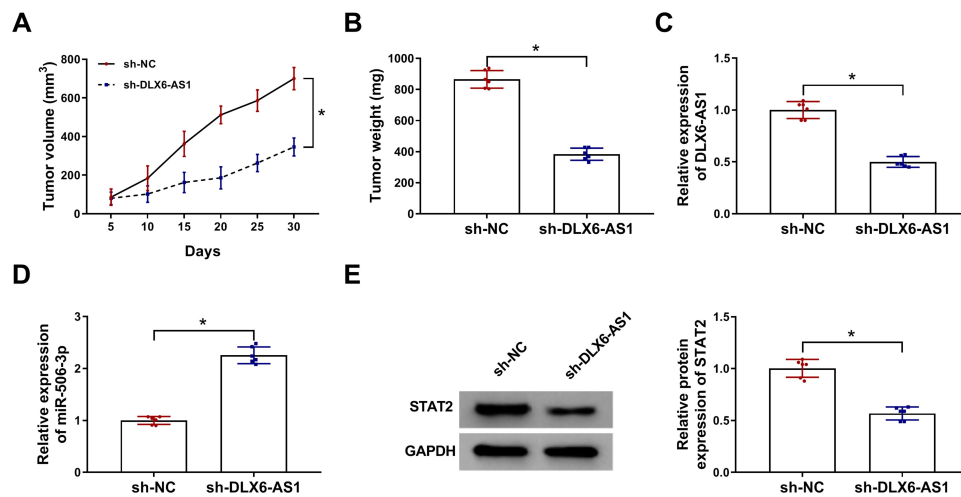 A
sh-NC
sh-DLX6-AS1
Tumor volume (mm³)
800
600
400
200
0
*
5 10 15 20 25 30
Days
B
Tumor weight (mg)
1000
800
600
400
200
0
*
sh-NC sh-DLX6-AS1
C
Relative expression
of DLX6-AS1
1.5
1.0
0.5
0.0
*
sh-NC sh-DLX6-AS1
D
Relative expression
of miR-506-3p
3
2
1
0
*
sh-NC sh-DLX6-AS1
E
sh-NC
sh-DLX6-AS1
STAT2
GAPDH
Relative protein
expression of STAT2
1.5
1.0
0.5
0.0
*
sh-NC sh-DLX6-AS1